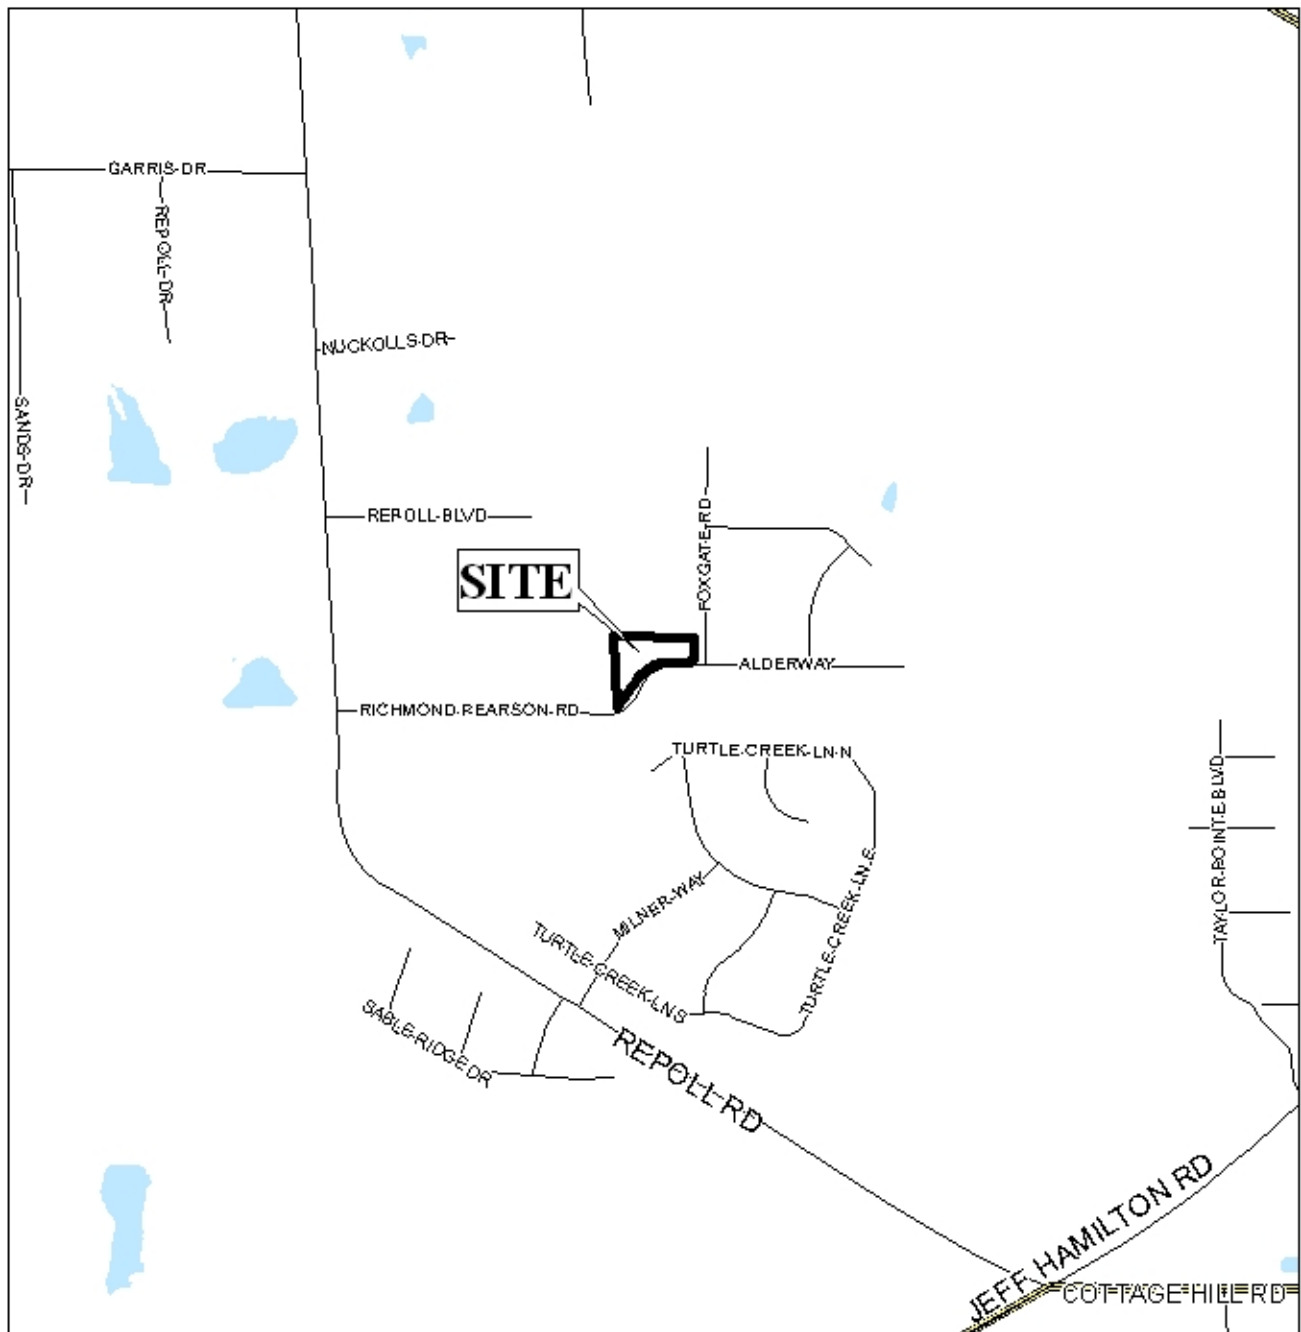 GARRIS DR
REPOLL DR
NUCKOLLS DR
SANDS DR
REPOLL BLVD
FOXGATE RD
SITE
ALDERWAY
RICHMOND PEARSON RD
TURTLE CREEK LN N
TAYLOR POINTE BLVD
MILNER WAY
TURTLE CREEK LN E
TURTLE CREEK LN S
SABLE RIDGE DR
REPOLL RD
JEFF HAMILTON RD
COTTAGE HILL RD